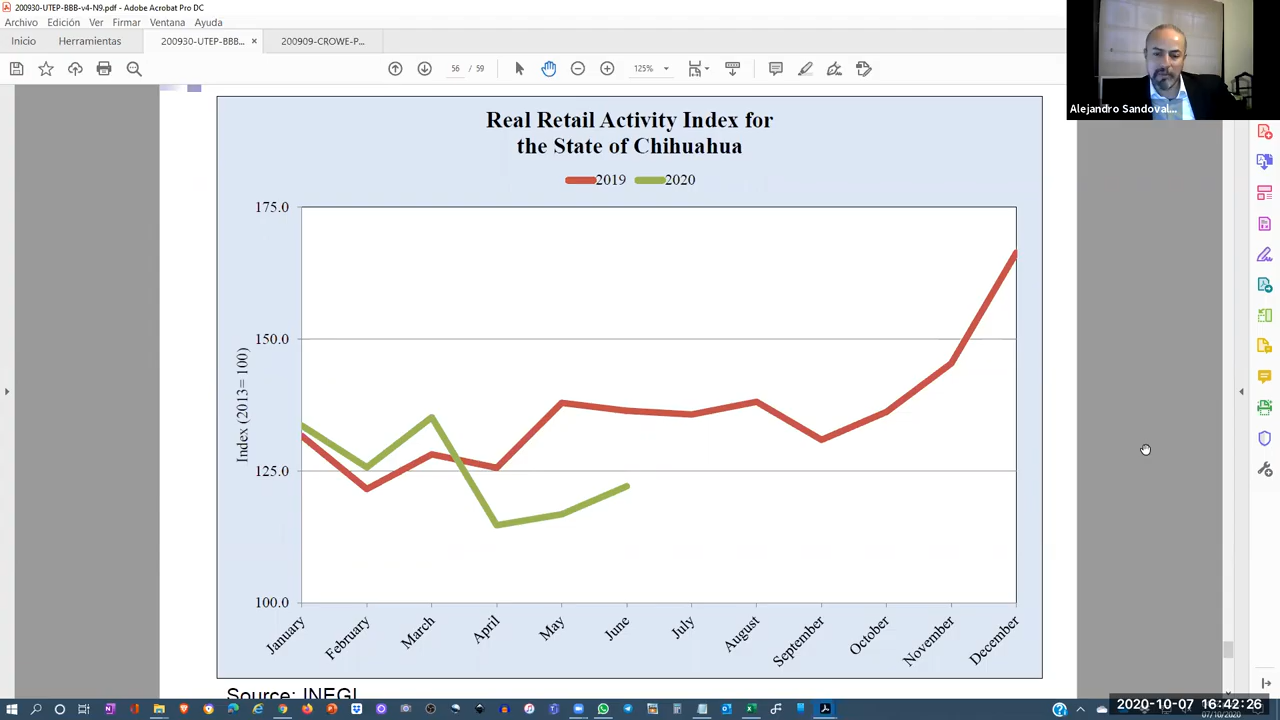 200930-UTEP-BBB-v4-N9.pdf - Adobe Acrobat Pro DC
Archivo Edición Ver Firmar Ventana Ayuda
Inicio Herramientas 200930-UTEP-BBB... × 200909-CROWE-P...
56 / 59 125%
Alejandro Sandoval...
Real Retail Activity Index for
the State of Chihuahua
2019 2020
175.0
150.0
125.0
100.0
Index (2013= 100)
January February March April May June July August September October November December
Source: INEGI
2020-10-07 16:42:26
07/10/2020